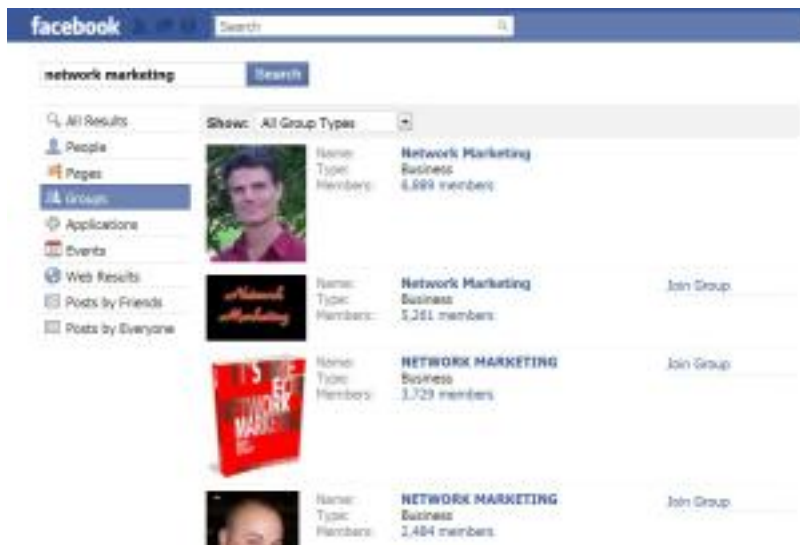 facebook
Search
network marketing
Search
All Results
People
Pages
Groups
Applications
Events
Web Results
Posts by Friends
Posts by Everyone
Show: All Group Types
Name: Network Marketing
Type: Business
Members: 6,889 members
Network Marketing
Name: Network Marketing
Type: Business
Members: 5,261 members
Join Group
NETWORK
Name: NETWORK MARKETING
Type: Business
Members: 3,729 members
Join Group
Name: NETWORK MARKETING
Type: Business
Members: 2,484 members
Join Group